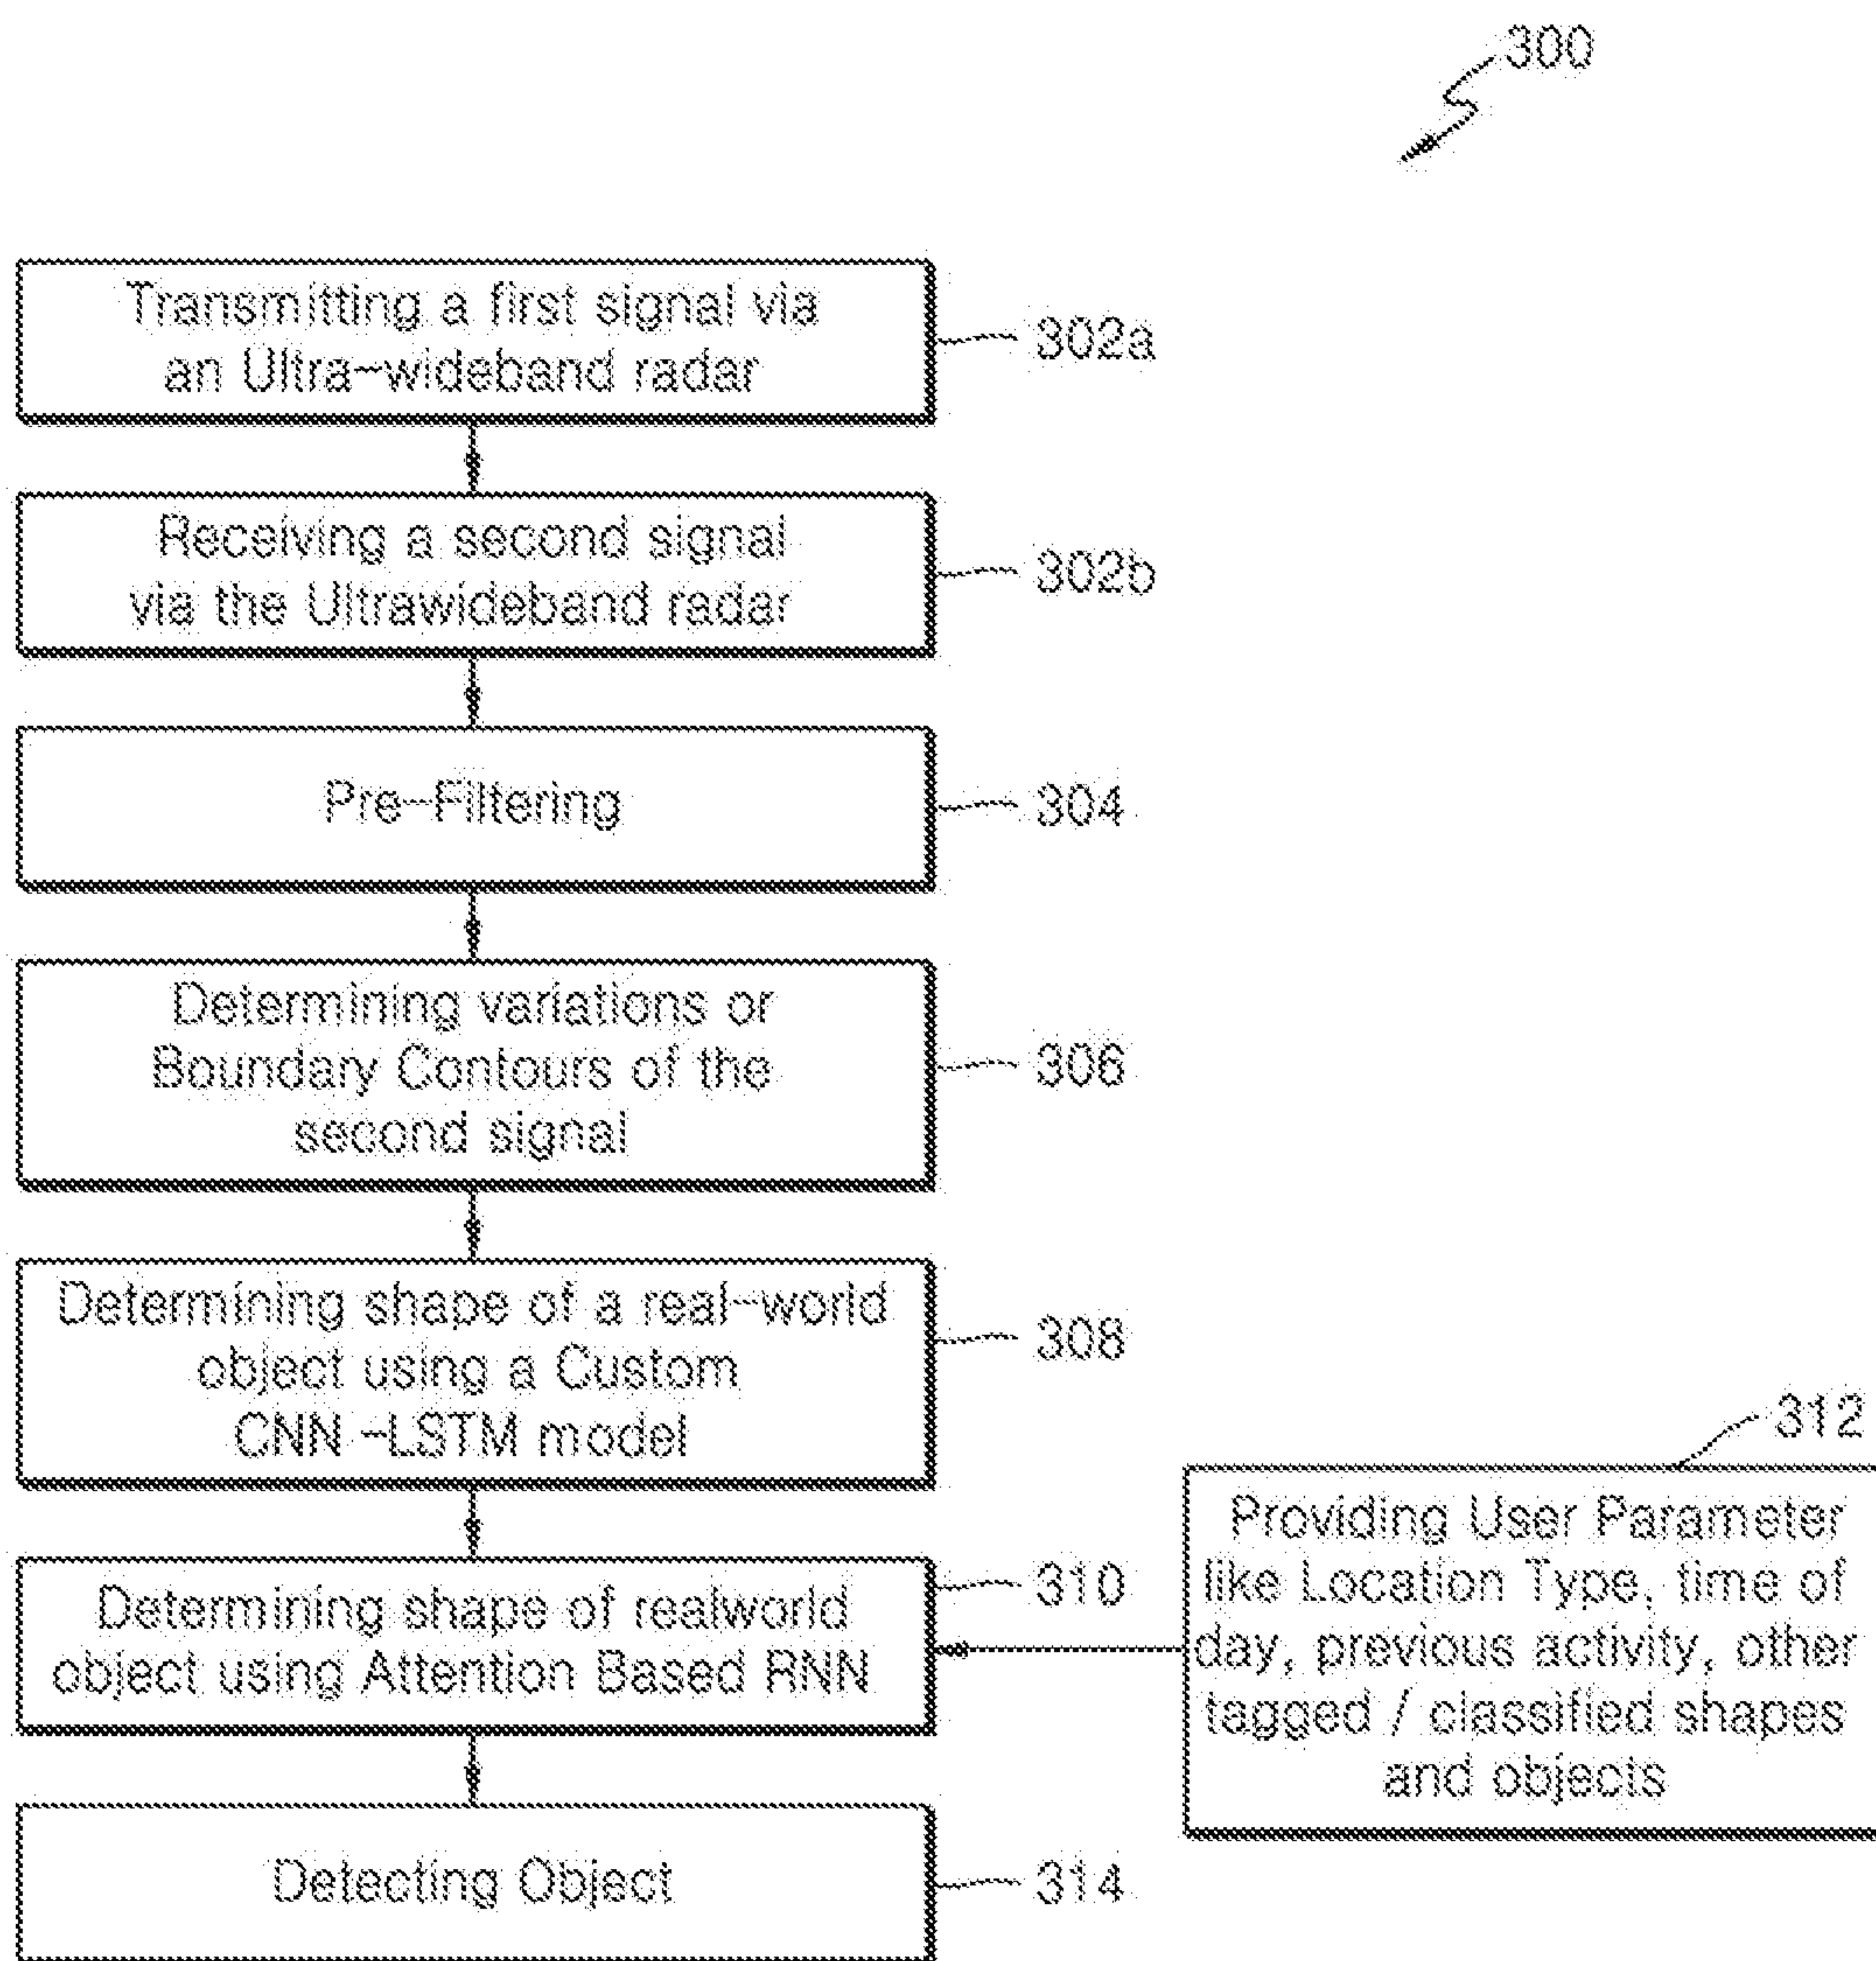 300
Transmitting a first signal via
an Ultra-wideband radar
302a
Receiving a second signal
via the Ultrawideband radar
302b
Pre-Filtering
304
Determining variations or
Boundary Contours of the
second signal
306
Determining shape of a real-world
object using a Custom
CNN-LSTM model
308
Determining shape of realworld
object using Attention Based RNN
310
312
Providing User Parameter
like Location Type, time of
day, previous activity, other
tagged / classified shapes
and objects
Detecting Object
314